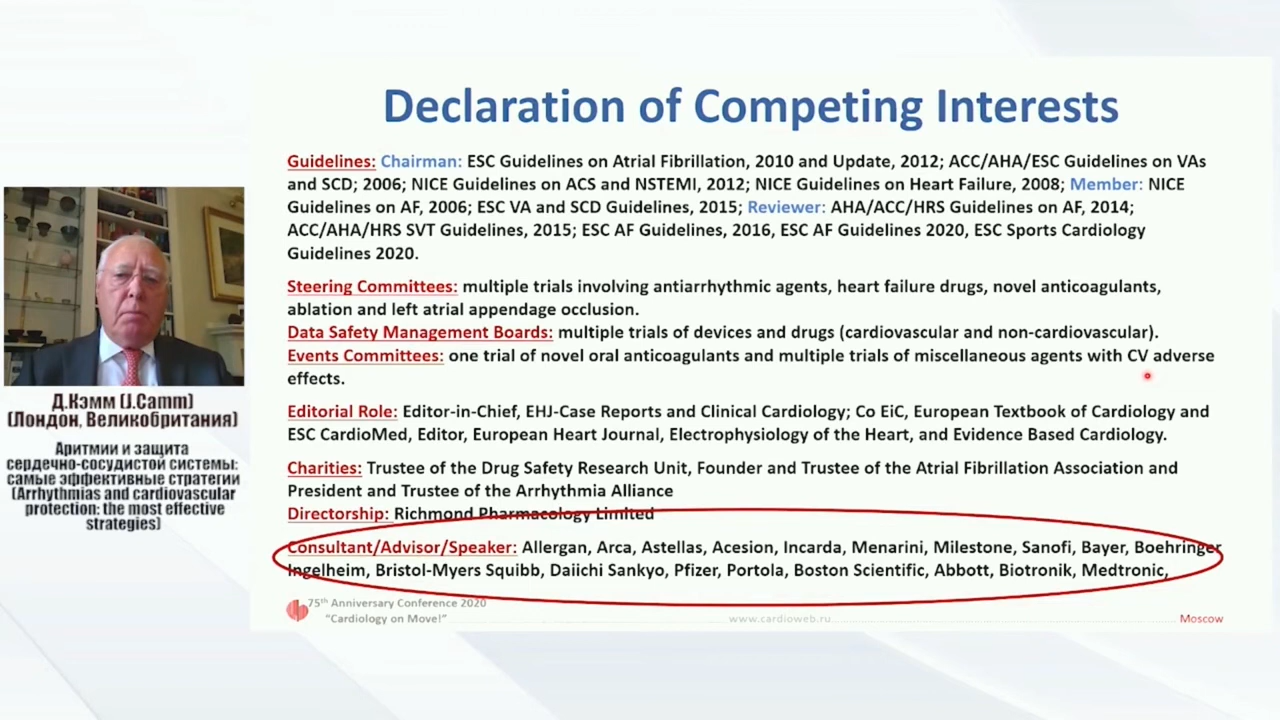 Declaration of Competing Interests
Guidelines: Chairman: ESC Guidelines on Atrial Fibrillation, 2010 and Update, 2012; ACC/AHA/ESC Guidelines on VAs
and SCD; 2006; NICE Guidelines on ACS and NSTEMI, 2012; NICE Guidelines on Heart Failure, 2008; Member: NICE
Guidelines on AF, 2006; ESC VA and SCD Guidelines, 2015; Reviewer: AHA/ACC/HRS Guidelines on AF, 2014;
ACC/AHA/HRS SVT Guidelines, 2015; ESC AF Guidelines, 2016, ESC AF Guidelines 2020, ESC Sports Cardiology
Guidelines 2020.
Steering Committees: multiple trials involving antiarrhythmic agents, heart failure drugs, novel anticoagulants,
ablation and left atrial appendage occlusion.
Data Safety Management Boards: multiple trials of devices and drugs (cardiovascular and non-cardiovascular).
Events Committees: one trial of novel oral anticoagulants and multiple trials of miscellaneous agents with CV adverse
effects.
Editorial Role: Editor-in-Chief, EHJ-Case Reports and Clinical Cardiology; Co EiC, European Textbook of Cardiology and
ESC CardioMed, Editor, European Heart Journal, Electrophysiology of the Heart, and Evidence Based Cardiology.
Charities: Trustee of the Drug Safety Research Unit, Founder and Trustee of the Atrial Fibrillation Association and
President and Trustee of the Arrhythmia Alliance
Directorship: Richmond Pharmacology Limited
Consultant/Advisor/Speaker: Allergan, Arca, Astellas, Acesion, Incarda, Menarini, Milestone, Sanofi, Bayer, Boehringer
Ingelheim, Bristol-Myers Squibb, Daiichi Sankyo, Pfizer, Portola, Boston Scientific, Abbott, Biotronik, Medtronic,
75th Anniversary Conference 2020
"Cardiology on Move!"
www.cardioweb.ru
Moscow
Д.Кэмм (J.Camm)
(Лондон, Великобритания)
Аритмии и защита
сердечно-сосудистой системы:
самые эффективные стратегии
(Arrhythmias and cardiovascular
protection: the most effective
strategies)